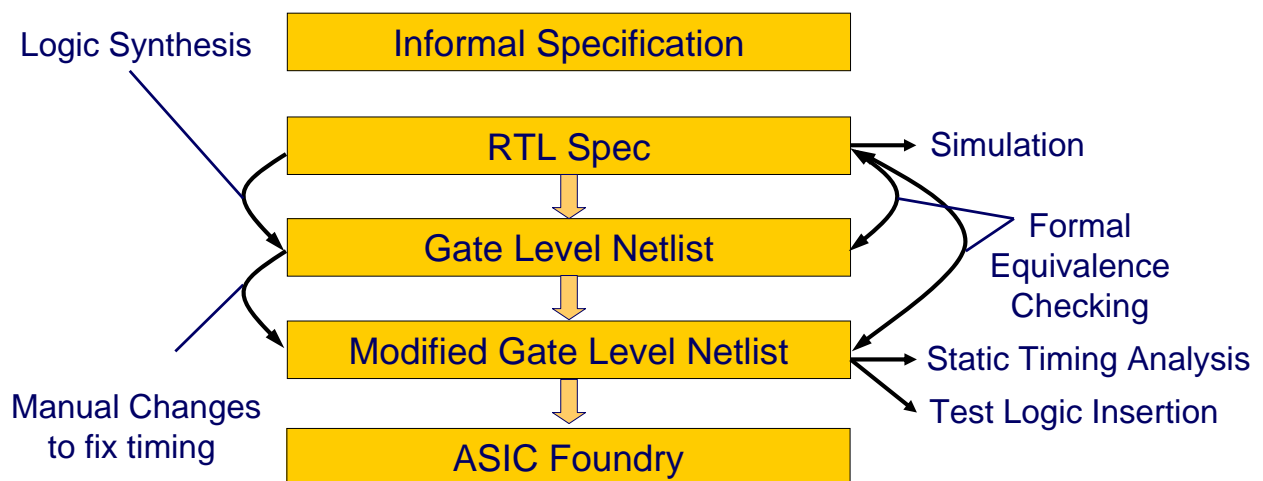 Logic Synthesis
Informal Specification
RTL Spec
Simulation
Gate Level Netlist
Formal
Equivalence
Checking
Modified Gate Level Netlist
Static Timing Analysis
Test Logic Insertion
Manual Changes
to fix timing
ASIC Foundry